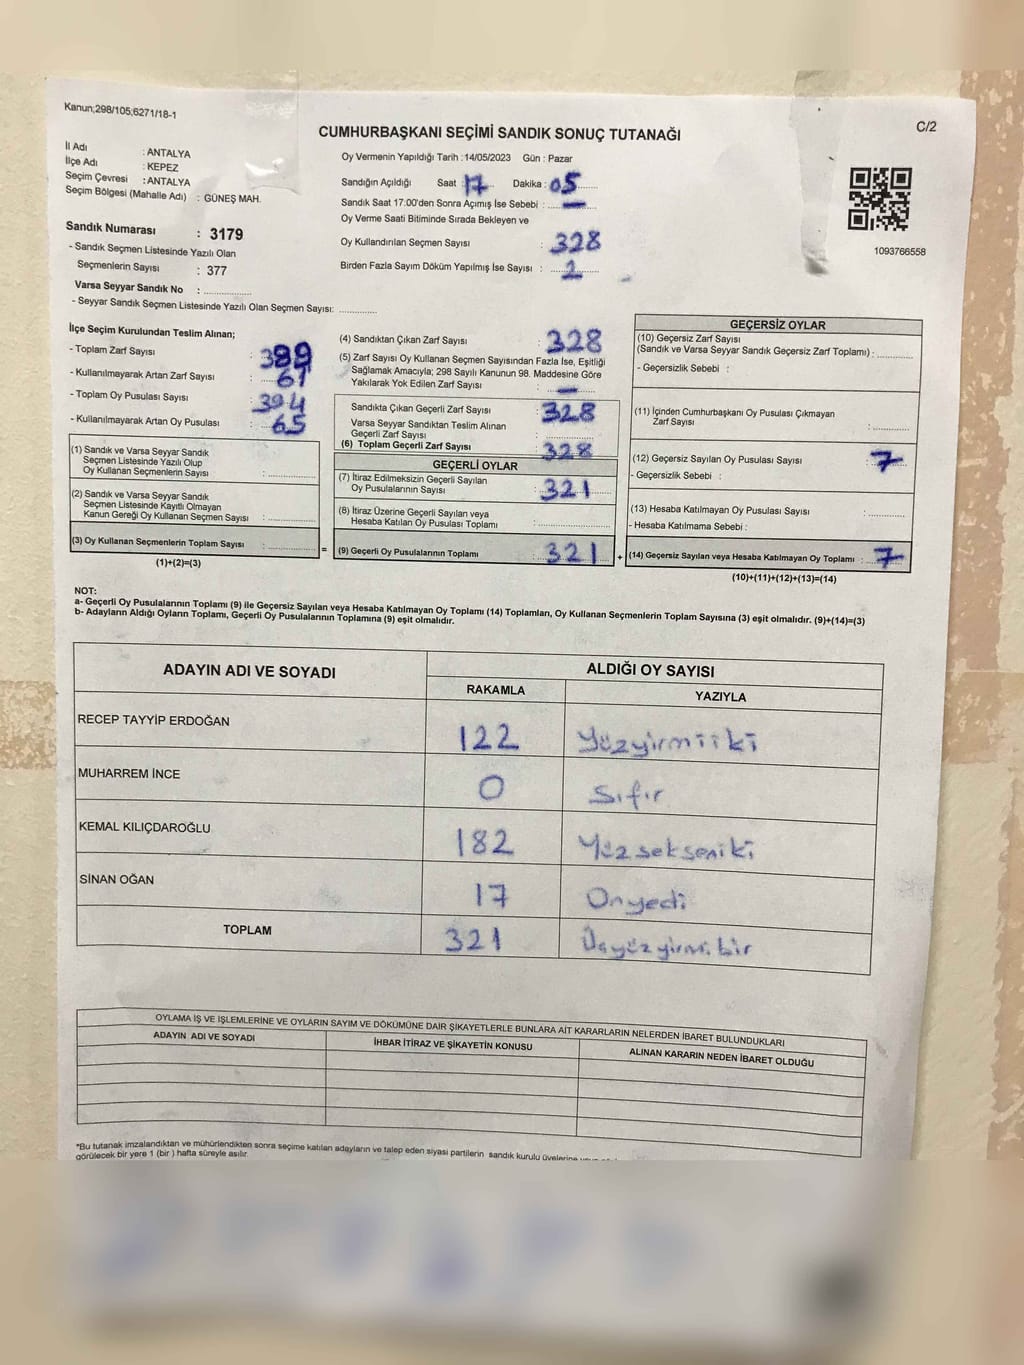 Kanun;298/105;6271/18-1
C/2
CUMHURBAŞKANI SEÇİMİ SANDIK SONUÇ TUTANAĞI
İl Adı : ANTALYA
İlçe Adı : KEPEZ
Seçim Çevresi : ANTALYA
Seçim Bölgesi (Mahalle Adı) : GÜNEŞ MAH.
Sandık Numarası : 3179
- Sandık Seçmen Listesinde Yazılı Olan
Seçmenlerin Sayısı : 377
Varsa Seyyar Sandık No : ................
- Seyyar Sandık Seçmen Listesinde Yazılı Olan Seçmen Sayısı: .............
Oy Vermenin Yapıldığı Tarih :14/05/2023 Gün : Pazar
Sandığın Açıldığı Saat : 17 Dakika : 05
Sandık Saat 17:00'den Sonra Açımış İse Sebebi : —
Oy Verme Saati Bitiminde Sırada Bekleyen ve
Oy Kullandırılan Seçmen Sayısı : 328
Birden Fazla Sayım Döküm Yapılmış İse Sayısı :
1093766558
İlçe Seçim Kurulundan Teslim Alınan;
- Toplam Zarf Sayısı : 389
- Kullanılmayarak Artan Zarf Sayısı : 61
- Toplam Oy Pusulası Sayısı : 394
- Kullanılmayarak Artan Oy Pusulası : 65
(1) Sandık ve Varsa Seyyar Sandık
Seçmen Listesinde Yazılı Olup
Oy Kullanan Seçmenlerin Sayısı : .............
(2) Sandık ve Varsa Seyyar Sandık
Seçmen Listesinde Kayıtlı Olmayan
Kanun Gereği Oy Kullanan Seçmen Sayısı : .............
(3) Oy Kullanan Seçmenlerin Toplam Sayısı : .............
(1)+(2)=(3)
(4) Sandıktan Çıkan Zarf Sayısı : 328
(5) Zarf Sayısı Oy Kullanan Seçmen Sayısından Fazla İse, Eşitliği
Sağlamak Amacıyla; 298 Sayılı Kanunun 98. Maddesine Göre
Yakılarak Yok Edilen Zarf Sayısı : —
Sandıkta Çıkan Geçerli Zarf Sayısı : 328
Varsa Seyyar Sandıktan Teslim Alınan
Geçerli Zarf Sayısı : .............
(6) Toplam Geçerli Zarf Sayısı : 328
GEÇERLİ OYLAR
(7) İtiraz Edilmeksizin Geçerli Sayılan
Oy Pusulalarının Sayısı : 321
(8) İtiraz Üzerine Geçerli Sayılan veya
Hesaba Katılan Oy Pusulası Toplamı : .............
= (9) Geçerli Oy Pusulalarının Toplamı 321
GEÇERSİZ OYLAR
(10) Geçersiz Zarf Sayısı
(Sandık ve Varsa Seyyar Sandık Geçersiz Zarf Toplamı) : .............
- Geçersizlik Sebebi :
(11) İçinden Cumhurbaşkanı Oy Pusulası Çıkmayan
Zarf Sayısı : .............
(12) Geçersiz Sayılan Oy Pusulası Sayısı : 7
- Geçersizlik Sebebi :
(13) Hesaba Katılmayan Oy Pusulası Sayısı : .............
- Hesaba Katılmama Sebebi :
+ (14) Geçersiz Sayılan veya Hesaba Katılmayan Oy Toplamı : 7
(10)+(11)+(12)+(13)=(14)
NOT:
a- Geçerli Oy Pusulalarının Toplamı (9) ile Geçersiz Sayılan veya Hesaba Katılmayan Oy Toplamı (14) Toplamları, Oy Kullanan Seçmenlerin Toplam Sayısına (3) eşit olmalıdır. (9)+(14)=(3)
b- Adayların Aldığı Oyların Toplamı, Geçerli Oy Pusulalarının Toplamına (9) eşit olmalıdır.
ADAYIN ADI VE SOYADI ALDIĞI OY SAYISI
RAKAMLA YAZIYLA
RECEP TAYYİP ERDOĞAN 122 Yüzyirmiiki
MUHARREM İNCE 0 Sıfır
KEMAL KILIÇDAROĞLU 182 Yüzsekseniki
SİNAN OĞAN 17 Onyedi
TOPLAM 321 Üçyüzyirmibir
OYLAMA İŞ VE İŞLEMLERİNE VE OYLARIN SAYIM VE DÖKÜMÜNE DAİR ŞİKAYETLERLE BUNLARA AİT KARARLARIN NELERDEN İBARET BULUNDUKLARI
ADAYIN ADI VE SOYADI İHBAR İTİRAZ VE ŞİKAYETİN KONUSU ALINAN KARARIN NEDEN İBARET OLDUĞU
*Bu tutanak imzalandıktan ve mühürlendikten sonra seçime katılan adayların ve talep eden siyasi partilerin sandık kurulu üyelerine
görülecek bir yere 1 (bir ) hafta süreyle asılır.